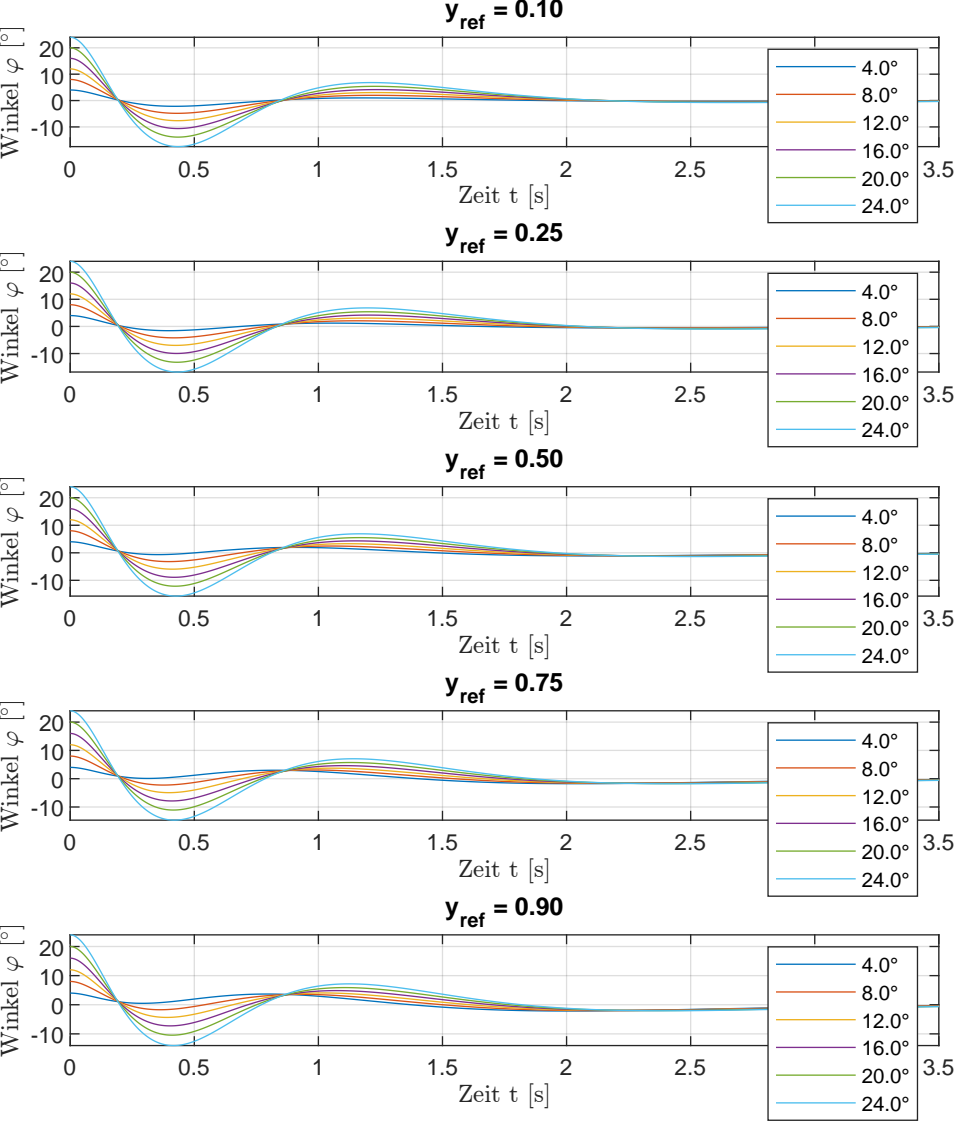 y_ref = 0.10
Winkel φ [°]
20
10
0
-10
4.0°
8.0°
12.0°
16.0°
20.0°
24.0°
0 0.5 1 1.5 2 2.5 3.5
Zeit t [s]
y_ref = 0.25
Winkel φ [°]
20
10
0
-10
4.0°
8.0°
12.0°
16.0°
20.0°
24.0°
0 0.5 1 1.5 2 2.5 3.5
Zeit t [s]
y_ref = 0.50
Winkel φ [°]
20
10
0
-10
4.0°
8.0°
12.0°
16.0°
20.0°
24.0°
0 0.5 1 1.5 2 2.5 3.5
Zeit t [s]
y_ref = 0.75
Winkel φ [°]
20
10
0
-10
4.0°
8.0°
12.0°
16.0°
20.0°
24.0°
0 0.5 1 1.5 2 2.5 3.5
Zeit t [s]
y_ref = 0.90
Winkel φ [°]
20
10
0
-10
4.0°
8.0°
12.0°
16.0°
20.0°
24.0°
0 0.5 1 1.5 2 2.5 3.5
Zeit t [s]